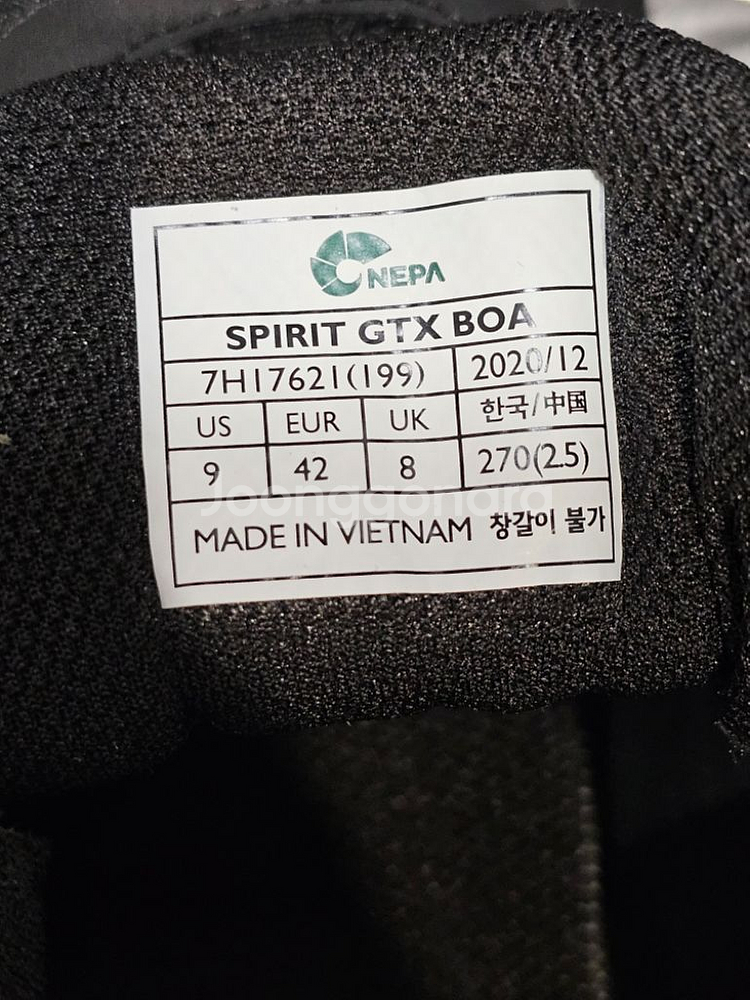 NEPA
SPIRIT GTX BOA
7H17621(199) 2020/12
US EUR UK 한국/中国
9 42 8 270(2.5)
Joonggonara
MADE IN VIETNAM 창갈이 불가